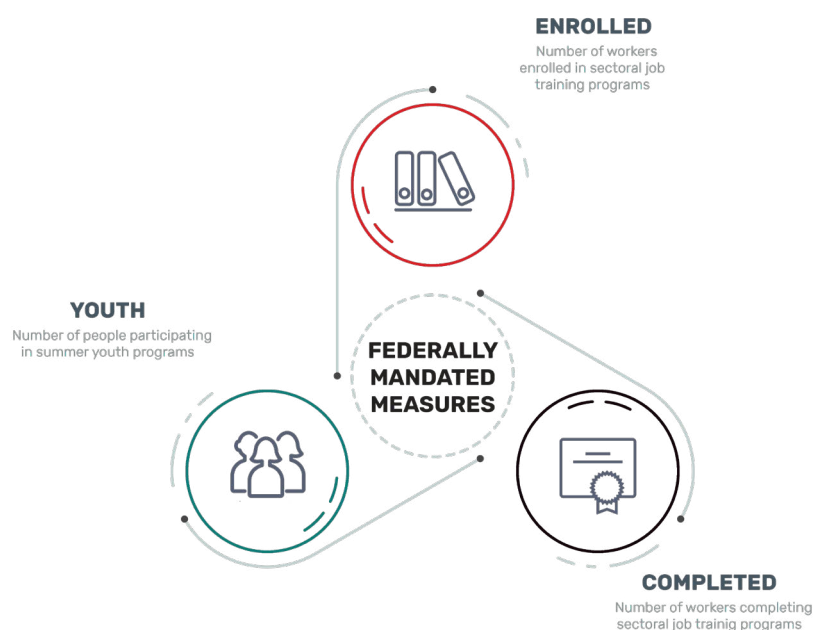 ENROLLED
Number of workers
enrolled in sectoral job
training programs
YOUTH
Number of people participating
in summer youth programs
FEDERALLY
MANDATED
MEASURES
COMPLETED
Number of workers completing
sectoral job trainig programs